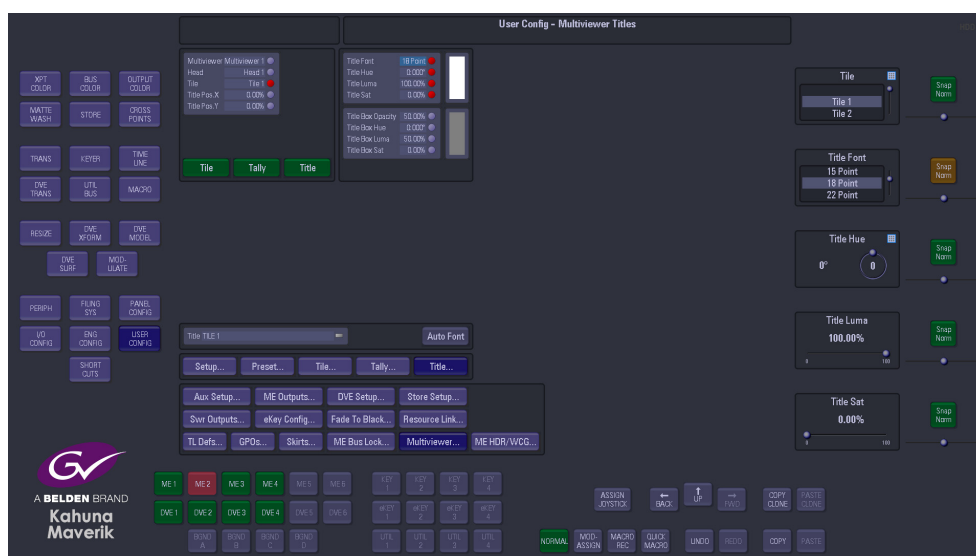 User Config - Multiviewer Titles
Multiviewer Multiviewer 1
Head Head 1
Tile Tile 1
Title Pos.X 0.00%
Title Pos.Y 0.00%
Tile Tally Title
Title Font 18 Point
Title Hue 0.000°
Title Luma 100.00%
Title Sat 0.00%
Title Box Opacity 50.00%
Title Box Hue 0.000°
Title Box Luma 50.00%
Title Box Sat 0.00%
XPT COLOR
BUS COLOR
OUTPUT COLOR
MATTE WASH
STORE
CROSS POINTS
TRANS
KEYER
TIME LINE
DVE TRANS
UTIL BUS
MACRO
RESIZE
DVE XFORM
DVE MODEL
DVE SURF
MOD-ULATE
PERIPH
FILING SYS
PANEL CONFIG
I/O CONFIG
ENG CONFIG
USER CONFIG
SHORT CUTS
Tile
Tile 1
Tile 2
Snap Norm
Title Font
15 Point
18 Point
22 Point
Snap Norm
Title Hue
0° 0
Snap Norm
Title Luma
100.00%
0 100
Snap Norm
Title Sat
0.00%
0 100
Snap Norm
Title TILE 1
Auto Font
Setup... Preset... Tile... Tally... Title...
Aux Setup... ME Outputs... DVE Setup... Store Setup...
Swr Outputs... eKey Config... Fade To Black... Resource Link...
TL Defs... GPOs... Skirts... ME Bus Lock... Multiviewer... ME HDR/WCG...
GV
A BELDEN BRAND
Kahuna
Maverik
ME 1 ME 2 ME 3 ME 4 ME 5 ME 6
KEY 1 KEY 2 KEY 3 KEY 4
DVE 1 DVE 2 DVE 3 DVE 4 DVE 5 DVE 6
eKEY 1 eKEY 2 eKEY 3 eKEY 4
BGND A BGND B BGND C BGND D
UTIL 1 UTIL 2 UTIL 3 UTIL 4
ASSIGN JOYSTICK
BACK
UP
FWD
COPY CLONE
PASTE CLONE
NORMAL
MOD-ASSIGN
MACRO REC
QUICK MACRO
UNDO
REDO
COPY
PASTE